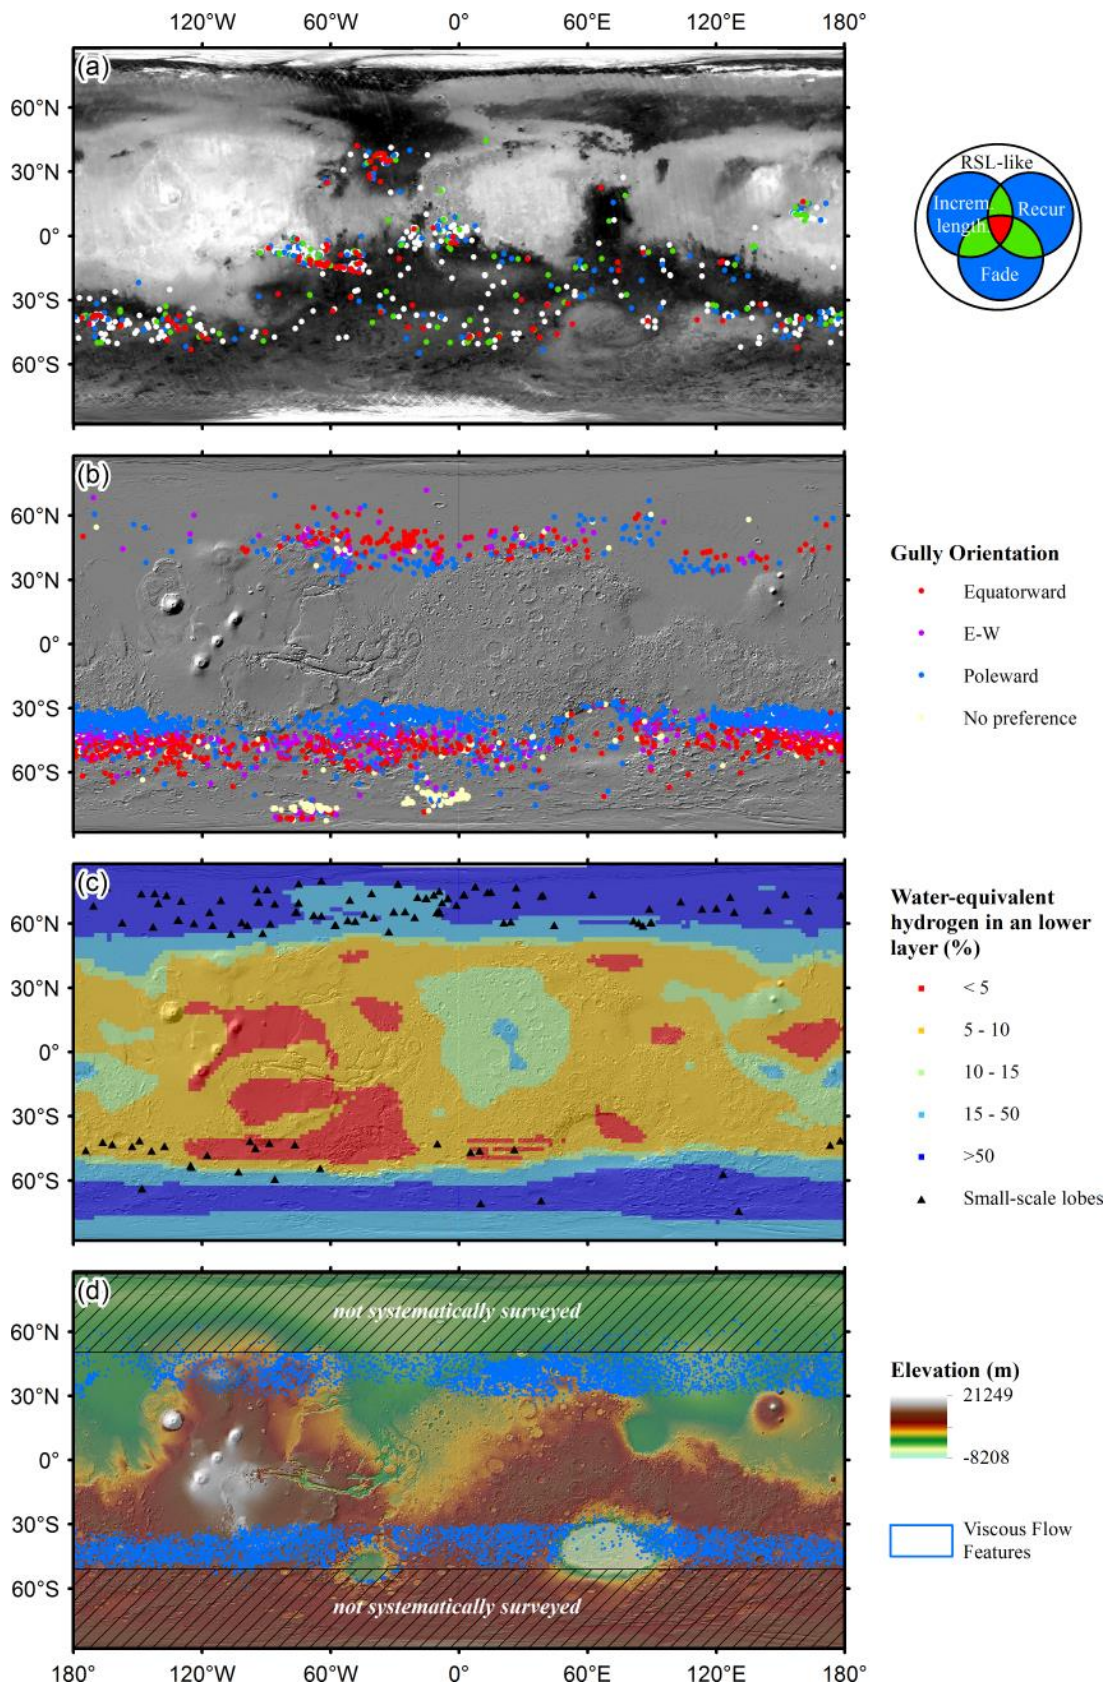 120°W 60°W 0° 60°E 120°E 180°
(a)
60°N
30°N
0°
30°S
60°S
RSL-like
Increm.
length.
Recur
Fade
(b)
60°N
30°N
0°
30°S
60°S
Gully Orientation
Equatorward
E-W
Poleward
No preference
(c)
60°N
30°N
0°
30°S
60°S
Water-equivalent
hydrogen in an lower
layer (%)
< 5
5 - 10
10 - 15
15 - 50
>50
Small-scale lobes
(d)
not systematically surveyed
60°N
30°N
0°
30°S
60°S
not systematically surveyed
Elevation (m)
21249
-8208
Viscous Flow
Features
180° 120°W 60°W 0° 60°E 120°E 180°